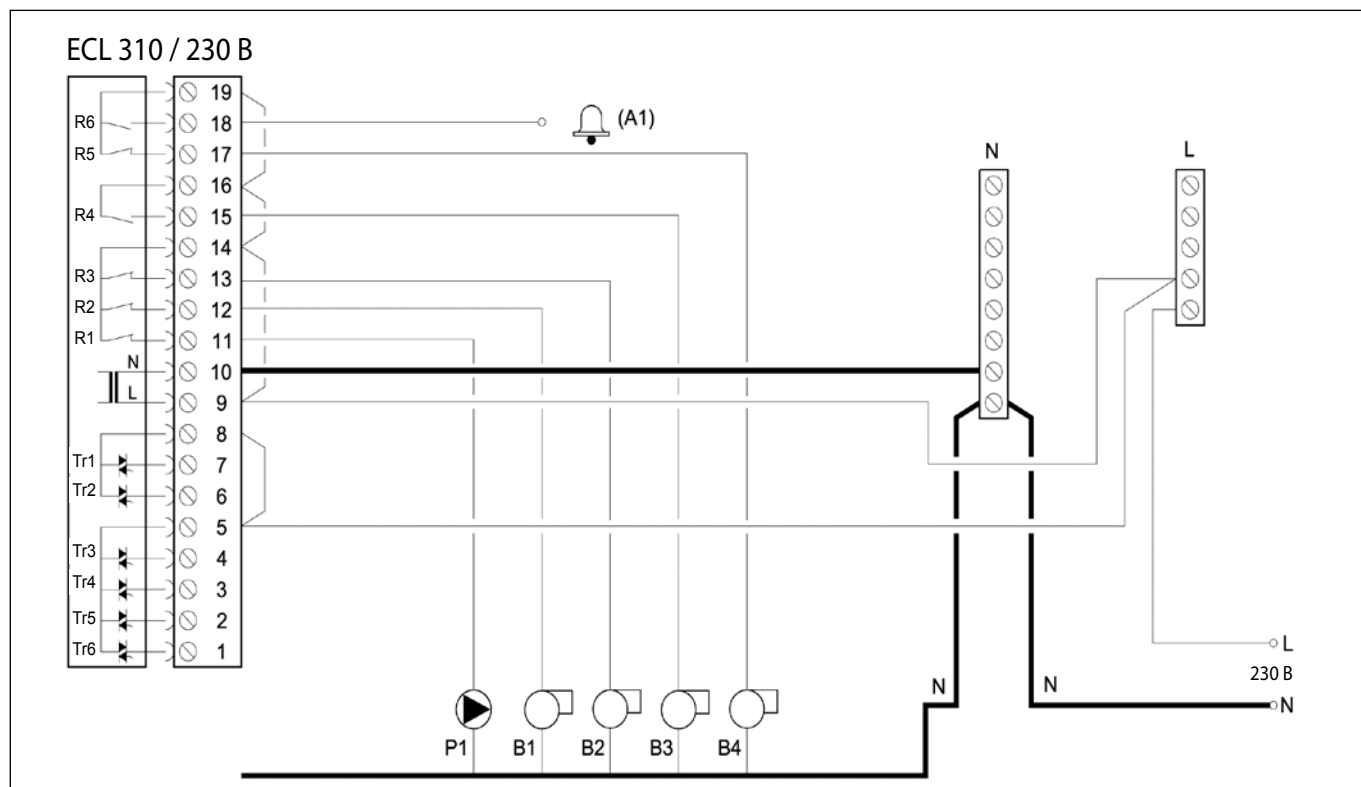 ECL 310 / 230 B
19
R6 18 (A1)
R5 17
N L
16
R4 15
14
R3 13
R2 12
R1 11
N 10
L 9
8
Tr1 7
Tr2 6
5
Tr3 4
Tr4 3
Tr5 2
Tr6 1
L
230 B
N N N
P1 B1 B2 B3 B4